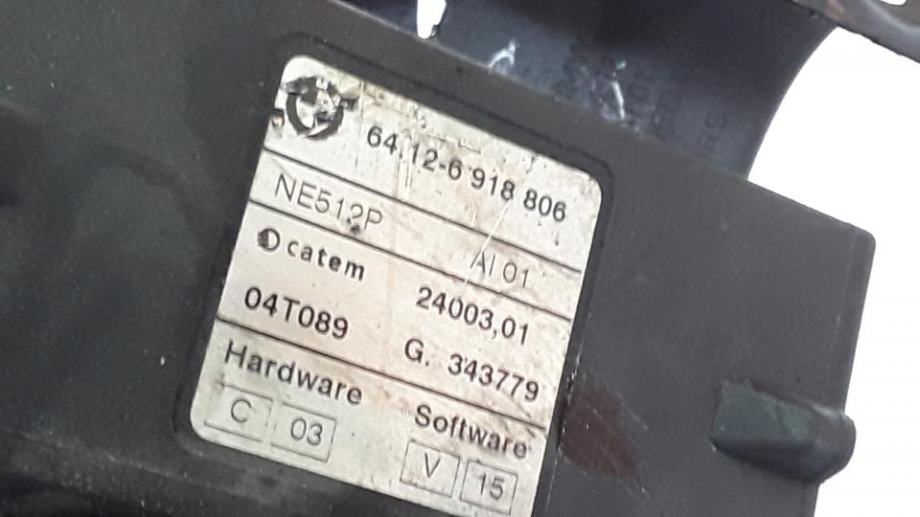 64.12-6 918 806
NE512P AI 01
catem 24003,01
04T089 G. 343779
Hardware Software
C 03 V 15